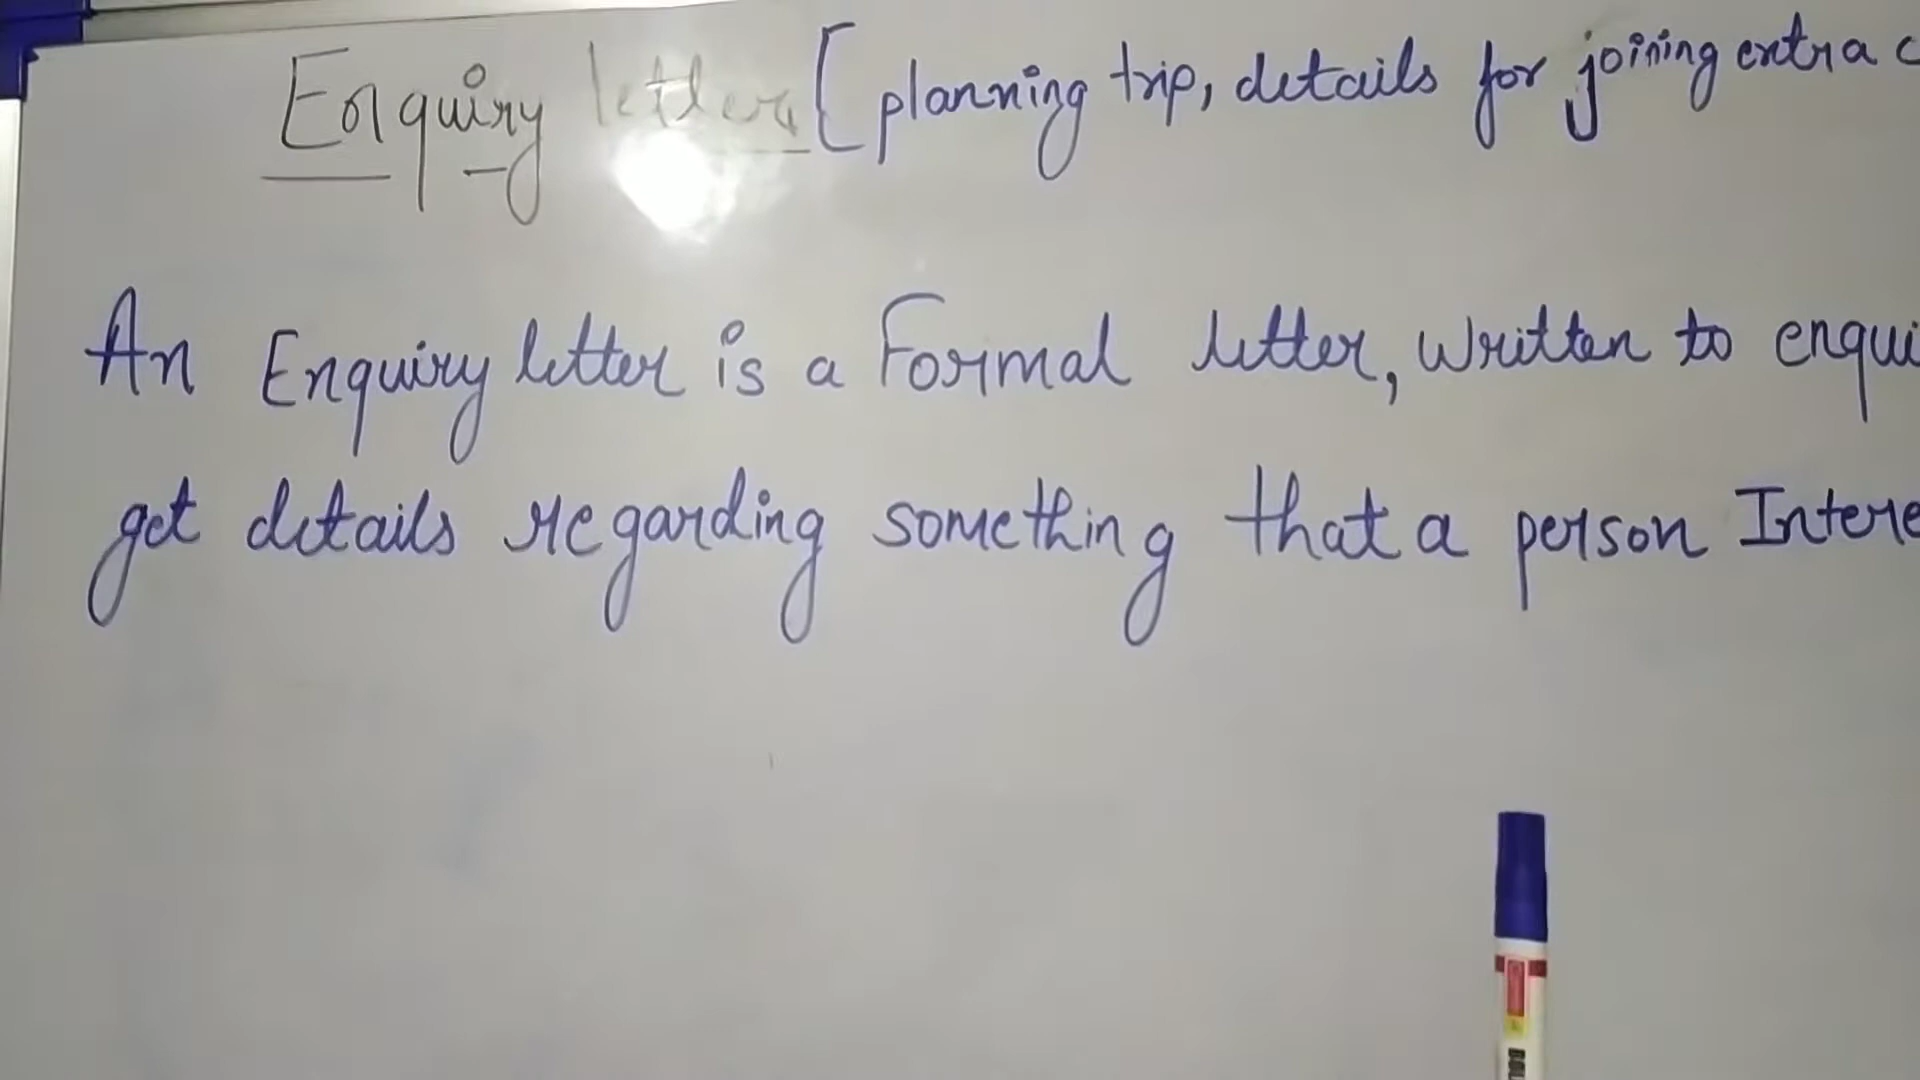 Enquiry letter [planning trip, details for joining extra c
An Enquiry letter is a Formal letter, Written to enqui
get details regarding something that a person Intere